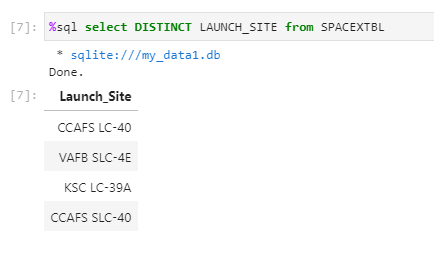 [7]: %sql select DISTINCT LAUNCH_SITE from SPACEXTBL
* sqlite:///my_data1.db
Done.
[7]: Launch_Site
CCAFS LC-40
VAFB SLC-4E
KSC LC-39A
CCAFS SLC-40